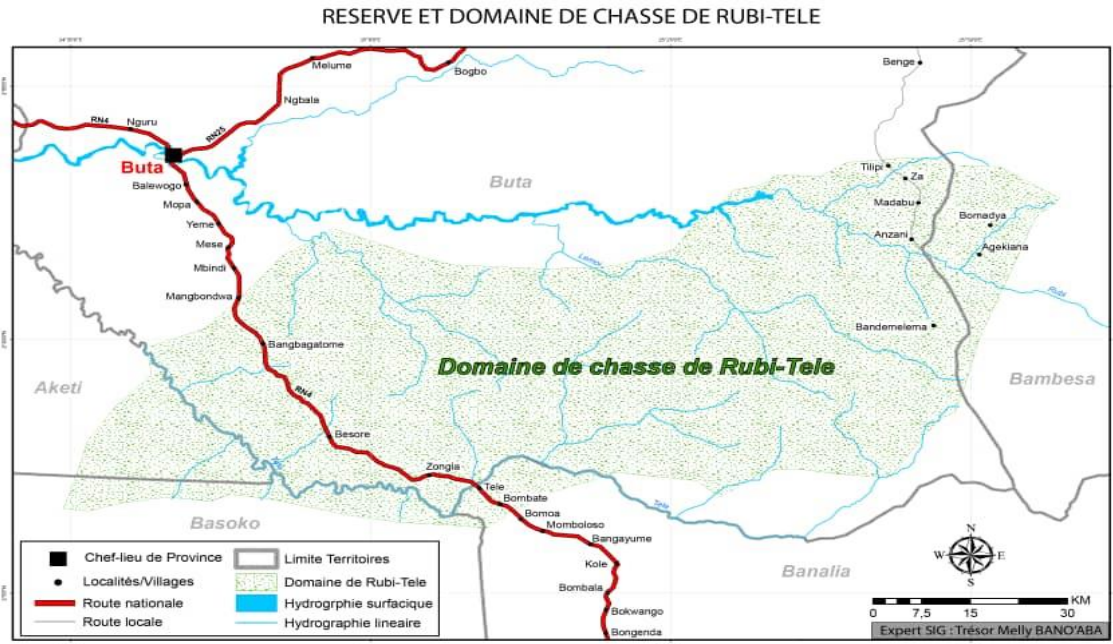 RESERVE ET DOMAINE DE CHASSE DE RUBI-TELE
Melume
Bogbo
Benge
Ngbala
RN4
Nguru
RN25
Buta
Balewogo
Buta
Tilipi
Za
Mopa
Madabu
Yeme
Bomadya
Mese
Anzani
Agekiana
Mbindi
Lemoi
Rubi
Mangbondwa
Bandemelema
Bangbagatome
Domaine de chasse de Rubi-Tele
Aketi
Bambesa
RN4
Besore
Zongla
Tele
Bombate
Tele
Basoko
Bomoa
Momboloso
Bangayume
Kole
Banalia
Bombala
Bokwango
Bongenda
Chef-lieu de Province
Localités/Villages
Route nationale
Route locale
Limite Territoires
Domaine de Rubi-Tele
Hydrogrphie surfacique
Hydrogrphie lineaire
N
W E
S
KM
0 7,5 15 30
Expert SIG : Trésor Melly BANO'ABA